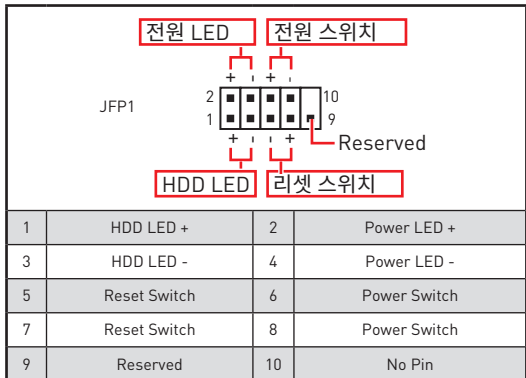 전원 LED 전원 스위치
+ - + -
JFP1
2 10
1 9
+ - - +
Reserved
HDD LED 리셋 스위치
1 HDD LED + 2 Power LED +
3 HDD LED - 4 Power LED -
5 Reset Switch 6 Power Switch
7 Reset Switch 8 Power Switch
9 Reserved 10 No Pin